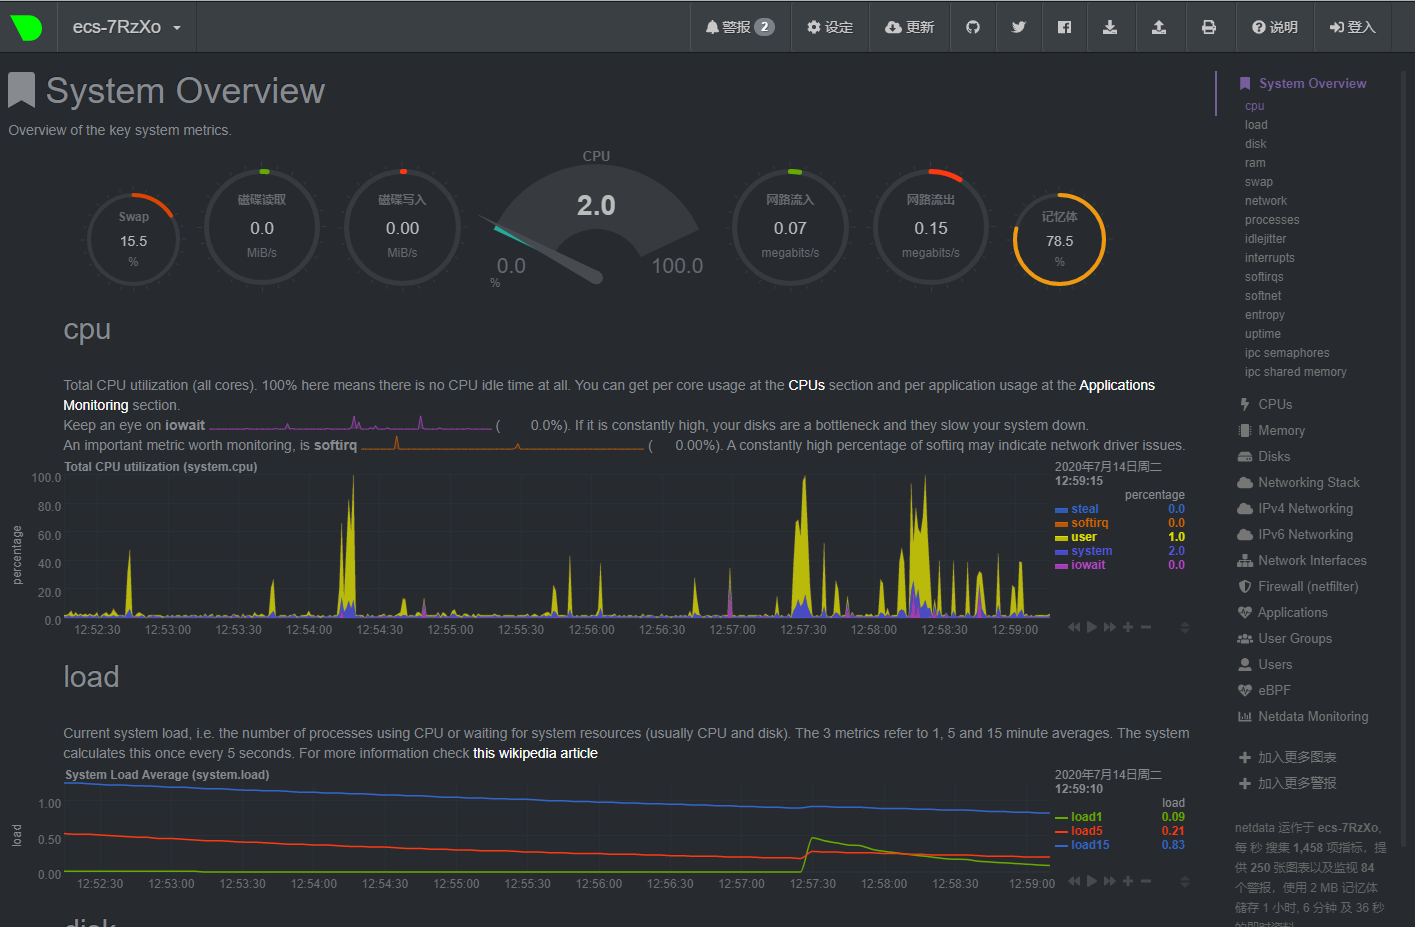 ecs-7RzXo
警报 2
设定
更新
说明
登入
System Overview
Overview of the key system metrics.
Swap
15.5
%
磁碟读取
0.0
MiB/s
磁碟写入
0.00
MiB/s
CPU
2.0
0.0
100.0
%
网路流入
0.07
megabits/s
网路流出
0.15
megabits/s
记忆体
78.5
%
cpu
Total CPU utilization (all cores). 100% here means there is no CPU idle time at all. You can get per core usage at the CPUs section and per application usage at the Applications
Monitoring section.
Keep an eye on iowait ( 0.0%). If it is constantly high, your disks are a bottleneck and they slow your system down.
An important metric worth monitoring, is softirq ( 0.00%). A constantly high percentage of softirq may indicate network driver issues.
Total CPU utilization (system.cpu)
percentage
100.0
80.0
60.0
40.0
20.0
0.0
12:52:30 12:53:00 12:53:30 12:54:00 12:54:30 12:55:00 12:55:30 12:56:00 12:56:30 12:57:00 12:57:30 12:58:00 12:58:30 12:59:00
2020年7月14日周二
12:59:15
percentage
steal 0.0
softirq 0.0
user 1.0
system 2.0
iowait 0.0
load
Current system load, i.e. the number of processes using CPU or waiting for system resources (usually CPU and disk). The 3 metrics refer to 1, 5 and 15 minute averages. The system
calculates this once every 5 seconds. For more information check this wikipedia article
System Load Average (system.load)
load
1.00
0.50
0.00
12:52:30 12:53:00 12:53:30 12:54:00 12:54:30 12:55:00 12:55:30 12:56:00 12:56:30 12:57:00 12:57:30 12:58:00 12:58:30 12:59:00
2020年7月14日周二
12:59:10
load
load1 0.09
load5 0.21
load15 0.83
disk
System Overview
cpu
load
disk
ram
swap
network
processes
idlejitter
interrupts
softirqs
softnet
entropy
uptime
ipc semaphores
ipc shared memory
CPUs
Memory
Disks
Networking Stack
IPv4 Networking
IPv6 Networking
Network Interfaces
Firewall (netfilter)
Applications
User Groups
Users
eBPF
Netdata Monitoring
加入更多图表
加入更多警报
netdata 运作于 ecs-7RzXo,
每 秒 搜集 1,458 项指标，提
供 250 张图表以及监视 84
个警报，使用 2 MB 记忆体
储存 1 小时, 6 分钟 及 36 秒
的即时资料